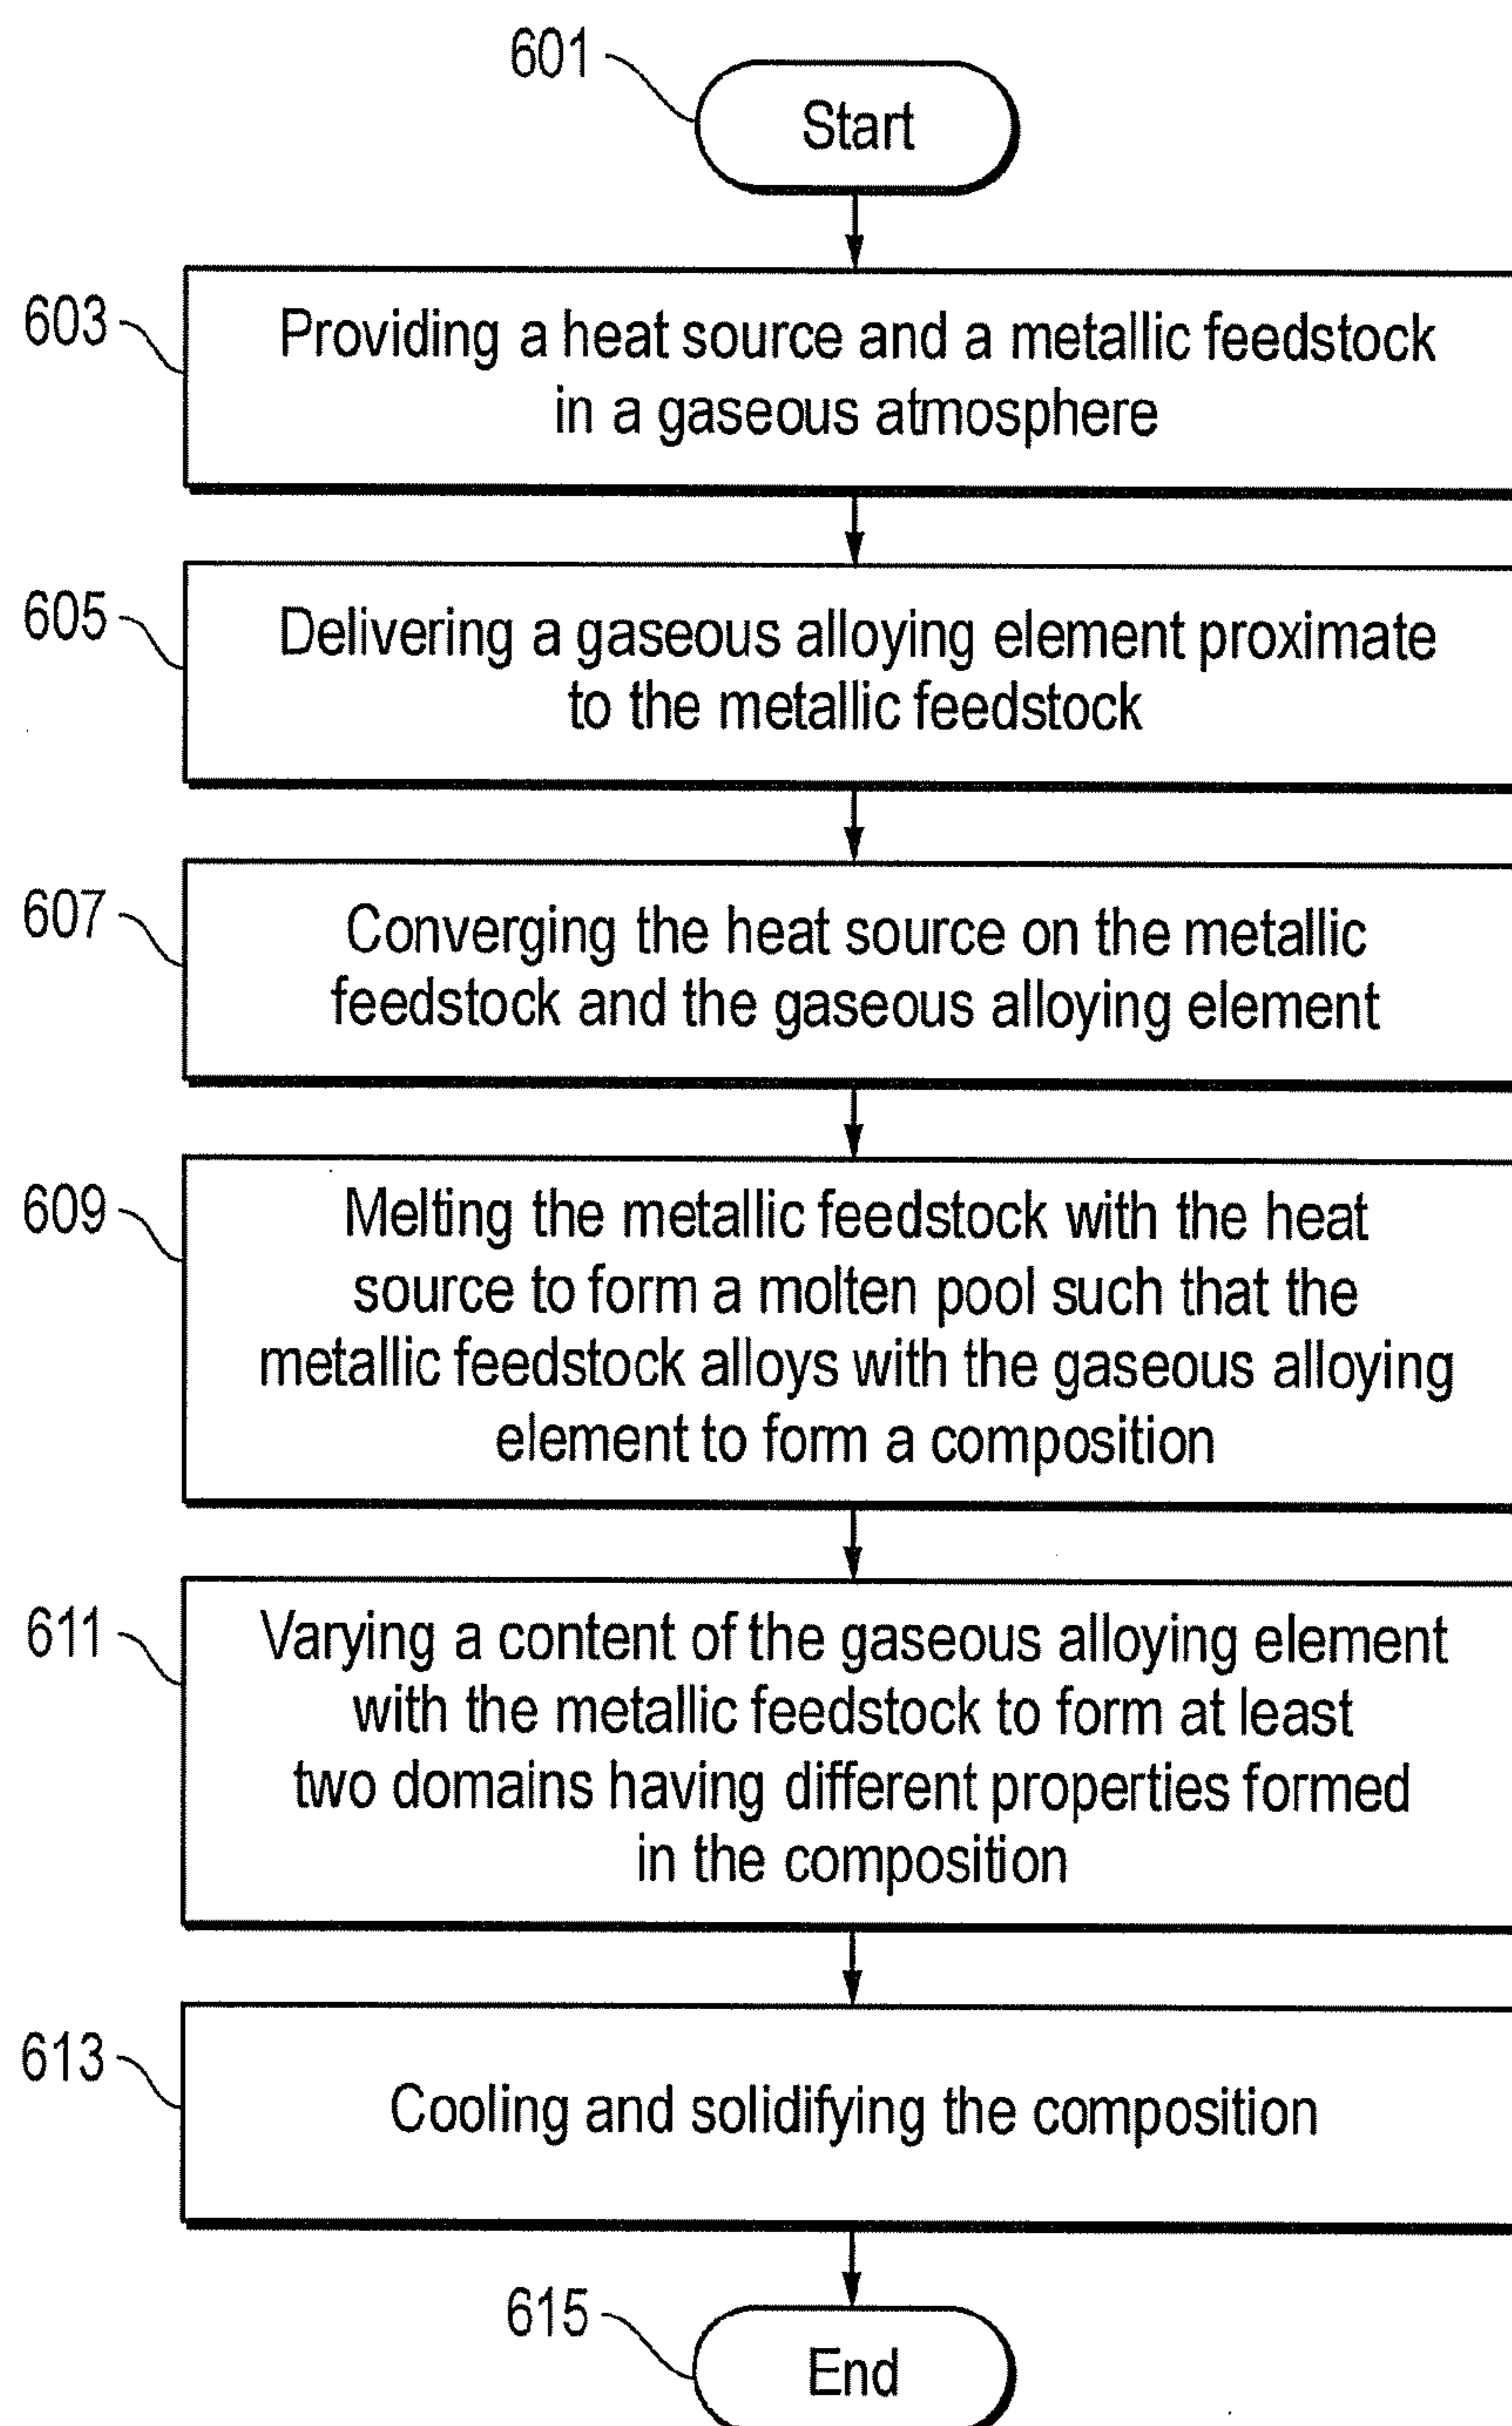 601
Start
603
Providing a heat source and a metallic feedstock
in a gaseous atmosphere
605
Delivering a gaseous alloying element proximate
to the metallic feedstock
607
Converging the heat source on the metallic
feedstock and the gaseous alloying element
609
Melting the metallic feedstock with the heat
source to form a molten pool such that the
metallic feedstock alloys with the gaseous alloying
element to form a composition
611
Varying a content of the gaseous alloying element
with the metallic feedstock to form at least
two domains having different properties formed
in the composition
613
Cooling and solidifying the composition
615
End